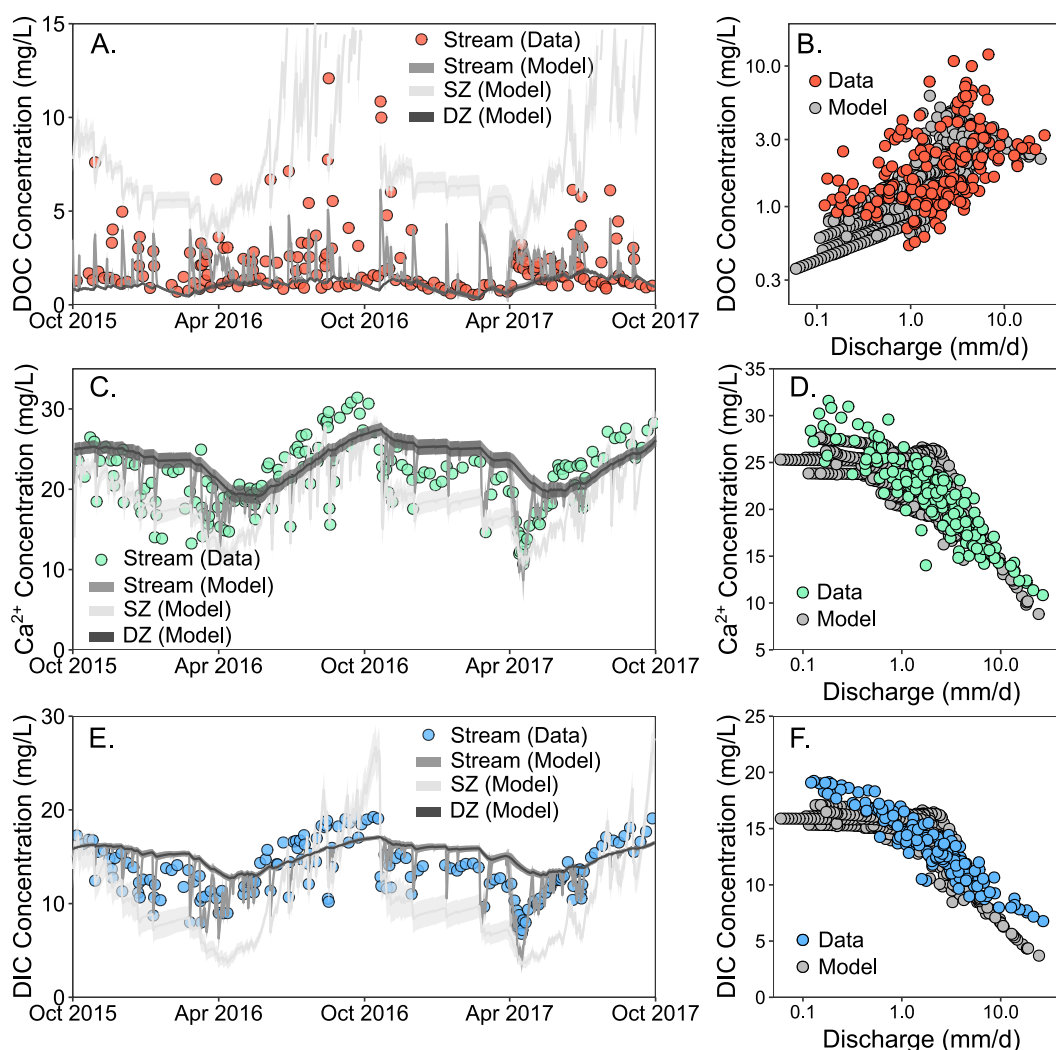 DOC Concentration (mg/L)
15
10
5
0
A.
Stream (Data)
Stream (Model)
SZ (Model)
DZ (Model)
Oct 2015
Apr 2016
Oct 2016
Apr 2017
Oct 2017
DOC Concentration (mg/L)
10.0
3.0
1.0
0.3
B.
Data
Model
0.1
1.0
10.0
Discharge (mm/d)
Ca²⁺ Concentration (mg/L)
30
20
10
0
C.
Stream (Data)
Stream (Model)
SZ (Model)
DZ (Model)
Oct 2015
Apr 2016
Oct 2016
Apr 2017
Oct 2017
Ca²⁺ Concentration (mg/L)
35
30
25
20
15
10
5
D.
Data
Model
0.1
1.0
10.0
Discharge (mm/d)
DIC Concentration (mg/L)
30
20
10
0
E.
Stream (Data)
Stream (Model)
SZ (Model)
DZ (Model)
Oct 2015
Apr 2016
Oct 2016
Apr 2017
Oct 2017
DIC Concentration (mg/L)
25
20
15
10
5
0
F.
Data
Model
0.1
1.0
10.0
Discharge (mm/d)